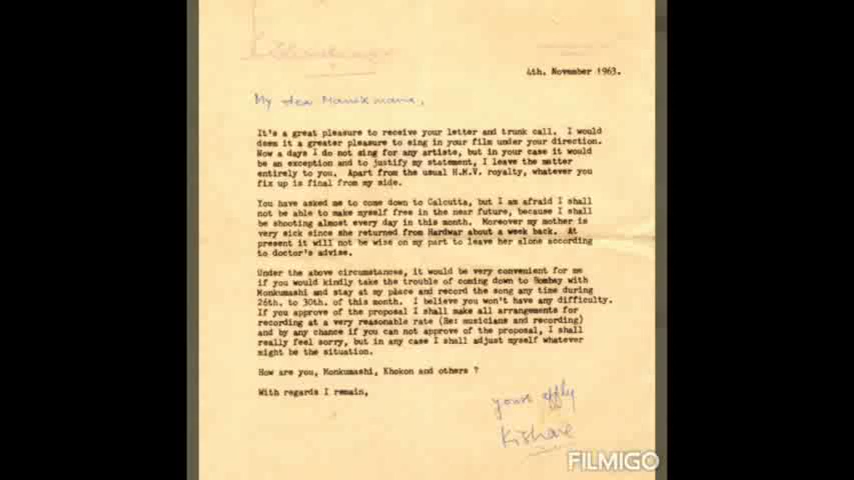 4th. November 1963.
My dear Manikmama,
It's a great pleasure to receive your letter and trunk call. I would
deem it a greater pleasure to sing in your film under your direction.
Now a days I do not sing for any artiste, but in your case it would
be an exception and to justify my statement, I leave the matter
entirely to you. Apart from the usual H.M.V. royalty, whatever you
fix up is final from my side.
You have asked me to come down to Calcutta, but I am afraid I shall
not be able to make myself free in the near future, because I shall
be shooting almost every day in this month. Moreover my mother is
very sick since she returned from Hardwar about a week back. At
present it will not be wise on my part to leave her alone according
to doctor's advise.
Under the above circumstances, it would be very convenient for me
if you would kindly take the trouble of coming down to Bombay with
Monkumashi and stay at my place and record the song any time during
26th. to 30th. of this month. I believe you won't have any difficulty.
If you approve of the proposal I shall make all arrangements for
recording at a very reasonable rate (Re: musicians and recording)
and by any chance if you can not approve of the proposal, I shall
really feel sorry, but in any case I shall adjust myself whatever
might be the situation.
How are you, Monkumashi, Khokon and others ?
With regards I remain,
yours affly
Kishore
FILMIGO